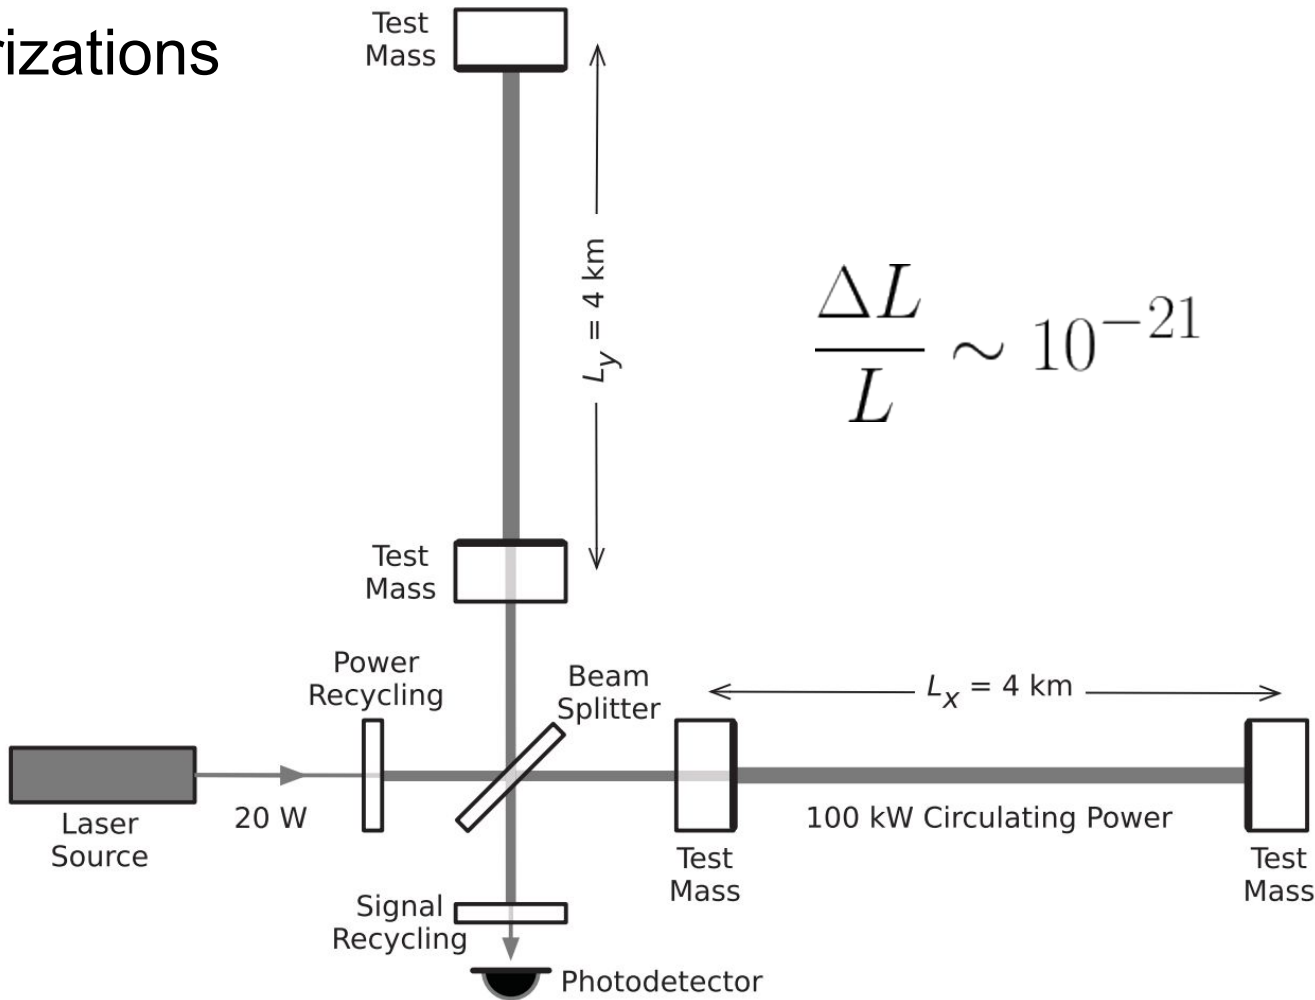 rizations
Test
Mass
L_y = 4 km
ΔL/L ~ 10^{-21}
Test
Mass
Power
Recycling
Beam
Splitter
L_x = 4 km
Laser
Source
20 W
100 kW Circulating Power
Test
Mass
Test
Mass
Signal
Recycling
Photodetector